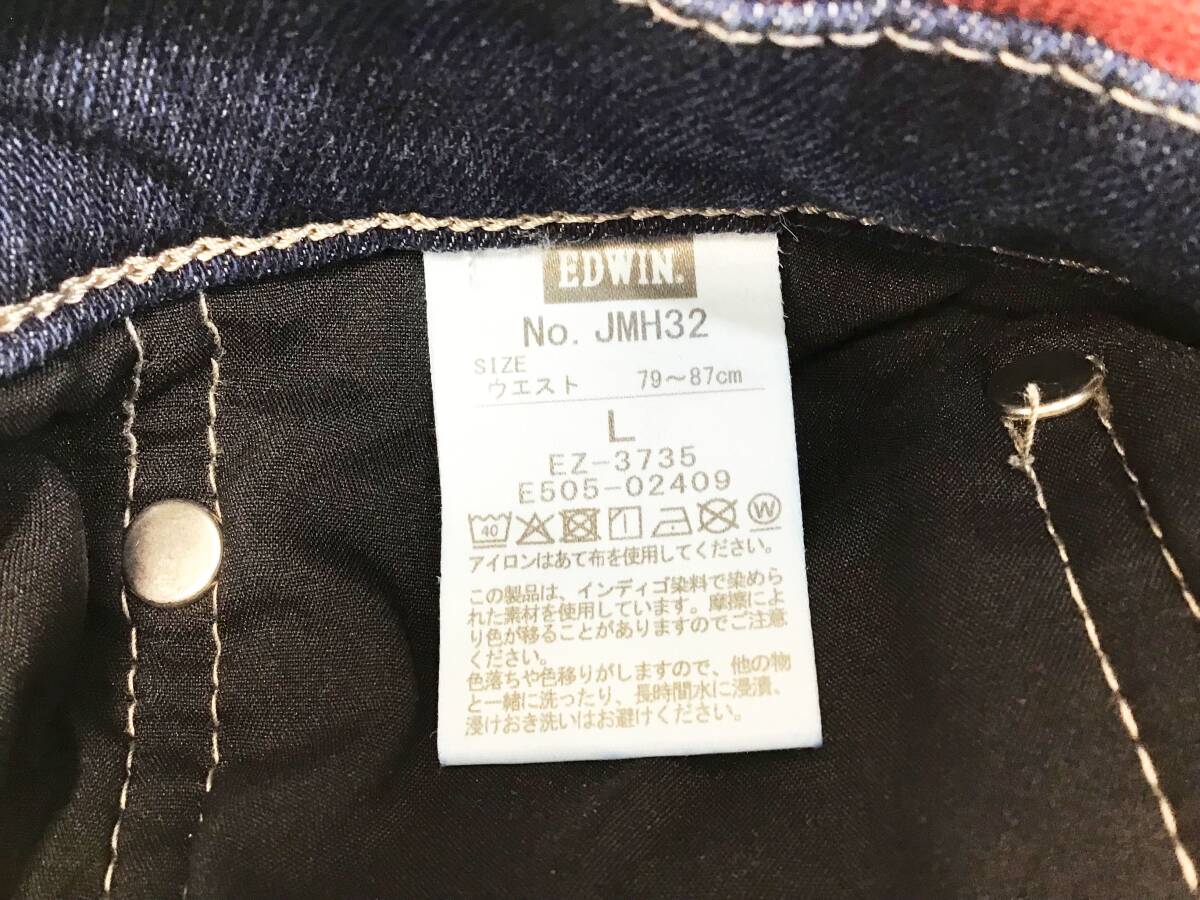 EDWIN®
No. JMH32
SIZE
ウエスト 79～87cm
L
EZ-3735
E505-02409
40 W
アイロンはあて布を使用してください。
この製品は、インディゴ染料で染めら
れた素材を使用しています。摩擦によ
り色が移ることがありますのでご注意
ください。
色落ちや色移りがしますので、他の物
と一緒に洗ったり、長時間水に浸漬、
浸けおき洗いはお避けください。